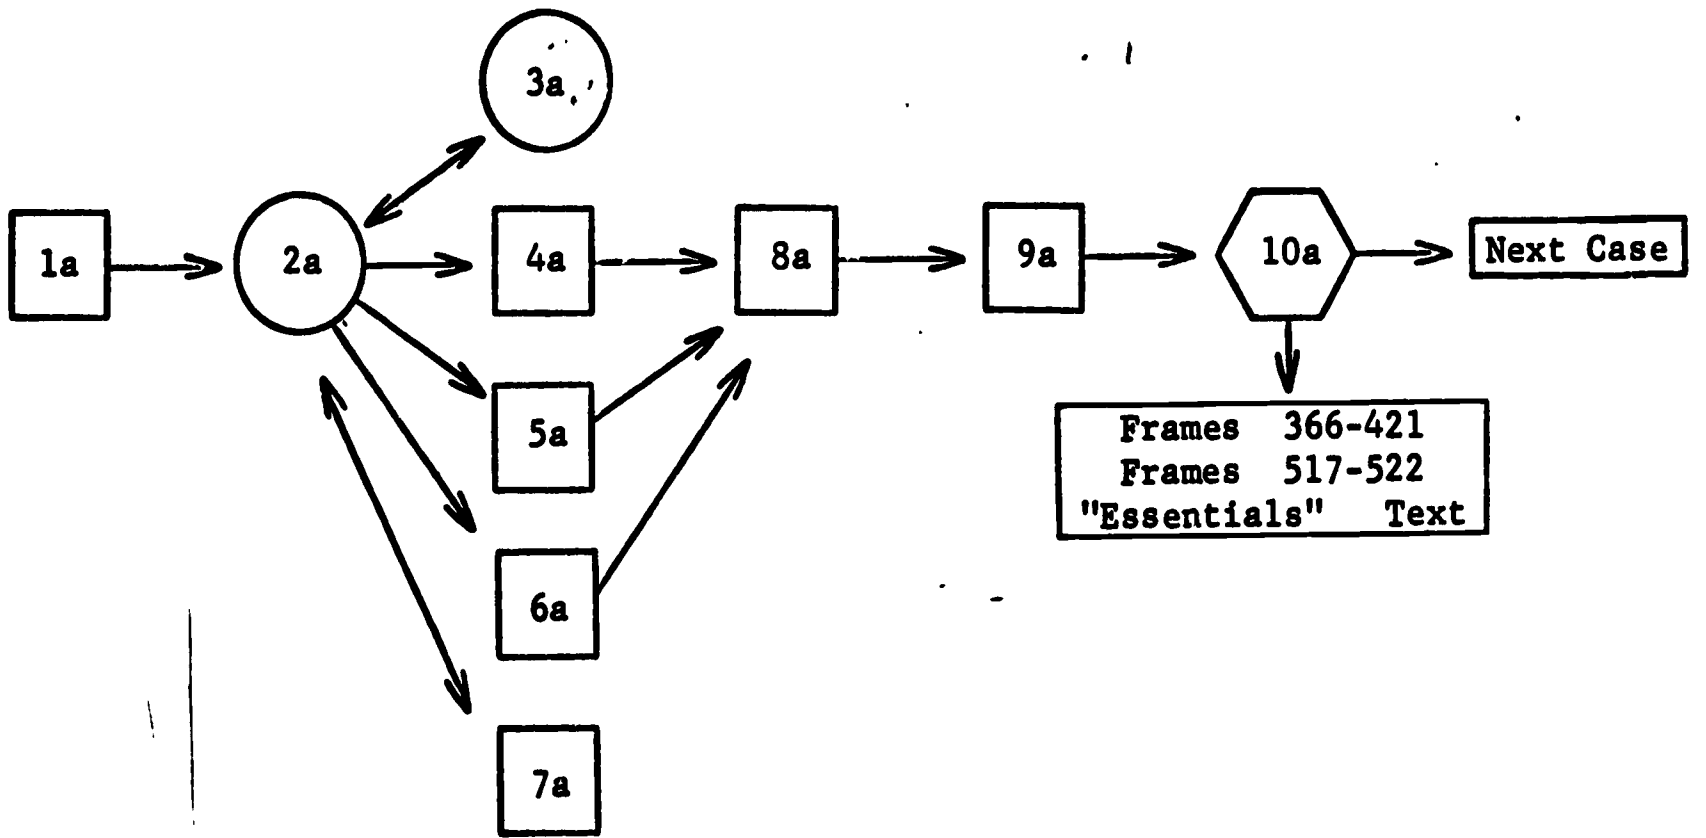 3a
1a
2a
4a
8a
9a
10a
Next Case
5a
Frames 366-421
Frames 517-522
"Essentials" Text
6a
7a